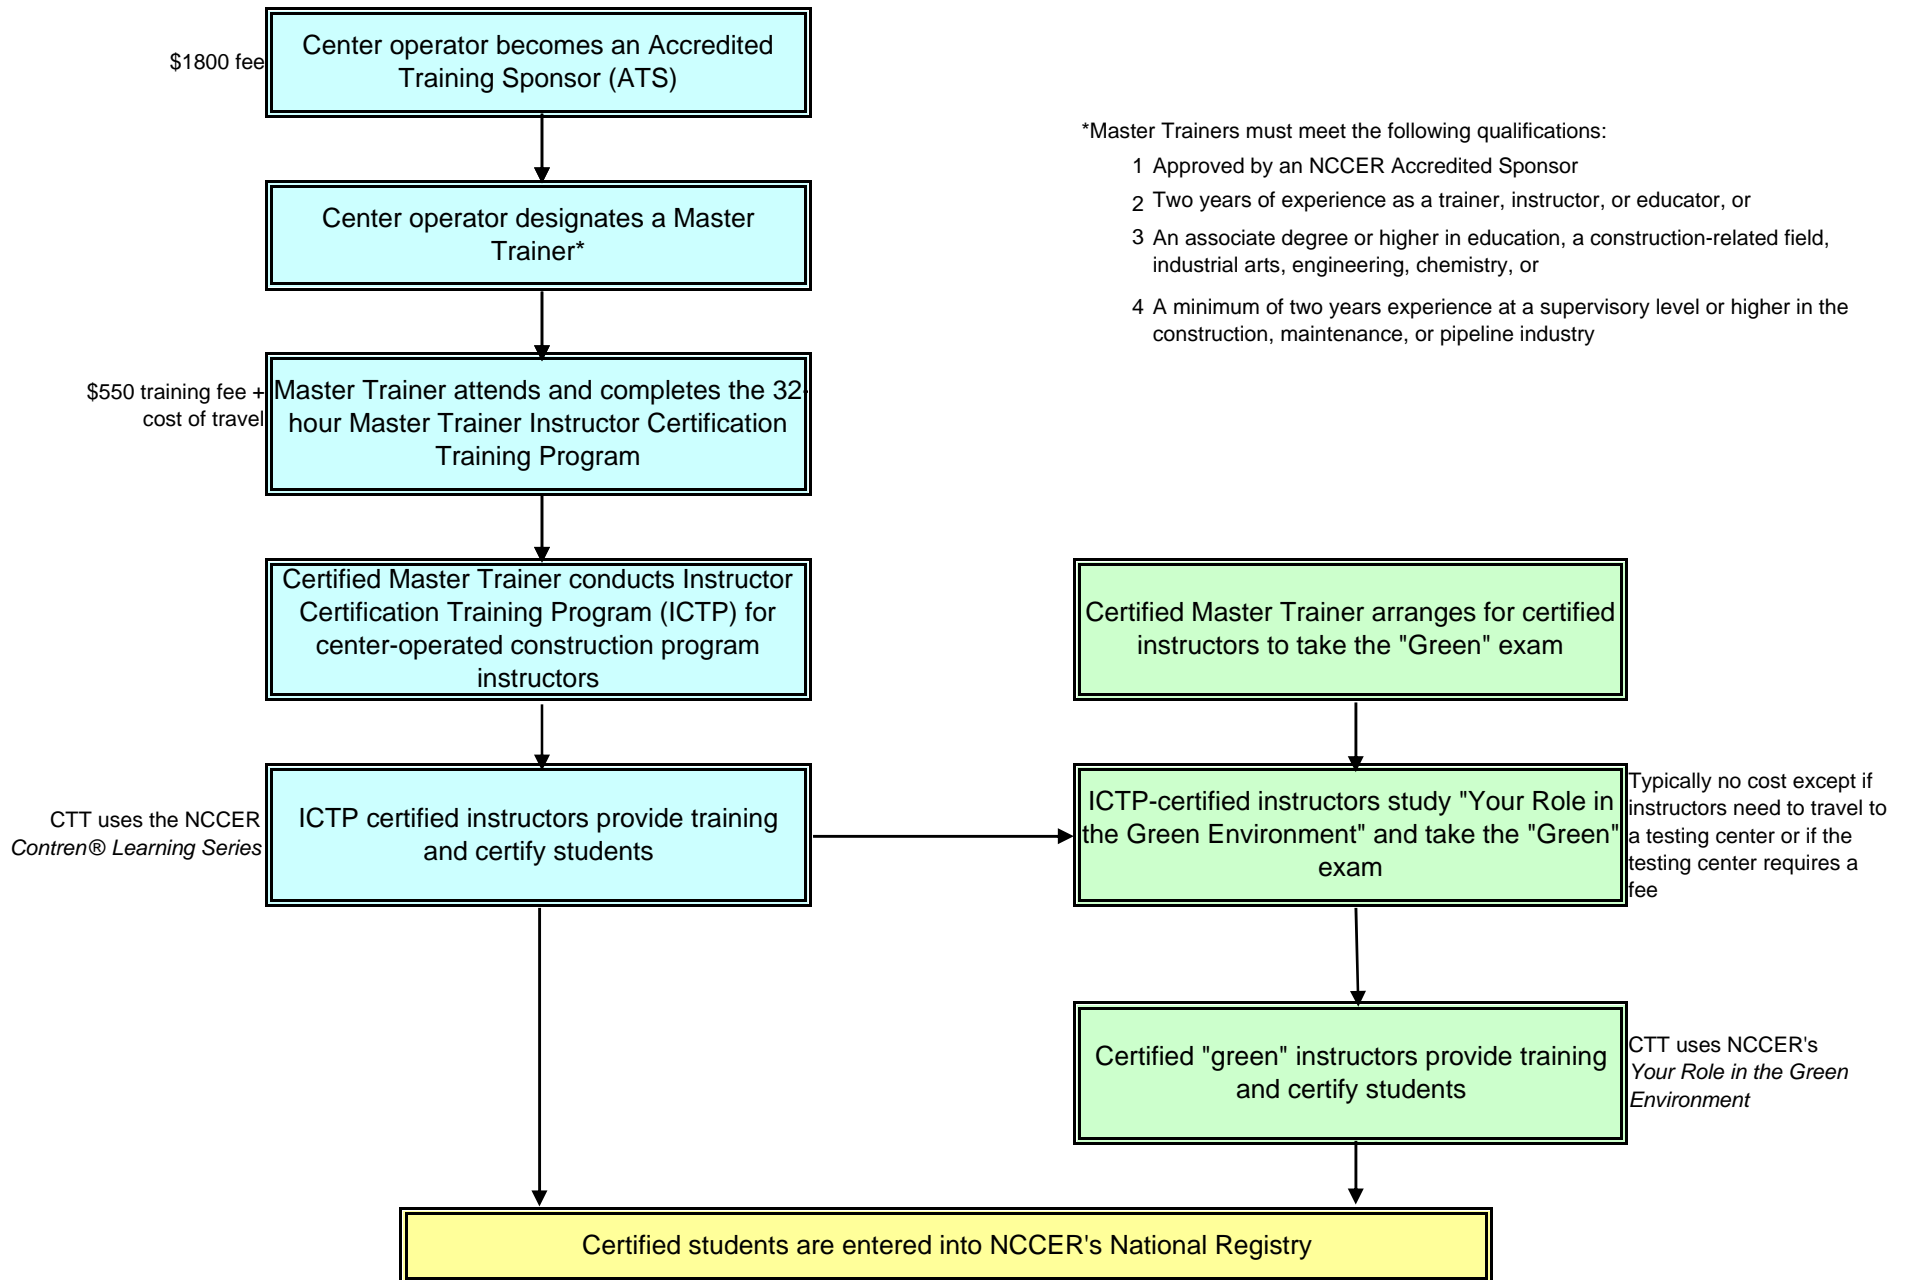 $1800 fee
Center operator becomes an Accredited
Training Sponsor (ATS)
*Master Trainers must meet the following qualifications:
1 Approved by an NCCER Accredited Sponsor
2 Two years of experience as a trainer, instructor, or educator, or
3 An associate degree or higher in education, a construction-related field,
industrial arts, engineering, chemistry, or
4 A minimum of two years experience at a supervisory level or higher in the
construction, maintenance, or pipeline industry
Center operator designates a Master
Trainer*
$550 training fee +
cost of travel
Master Trainer attends and completes the 32-
hour Master Trainer Instructor Certification
Training Program
Certified Master Trainer conducts Instructor
Certification Training Program (ICTP) for
center-operated construction program
instructors
Certified Master Trainer arranges for certified
instructors to take the "Green" exam
CTT uses the NCCER
Contren® Learning Series
ICTP certified instructors provide training
and certify students
ICTP-certified instructors study "Your Role in
the Green Environment" and take the "Green"
exam
Typically no cost except if
instructors need to travel to
a testing center or if the
testing center requires a
fee
Certified "green" instructors provide training
and certify students
CTT uses NCCER's
Your Role in the Green
Environment
Certified students are entered into NCCER's National Registry